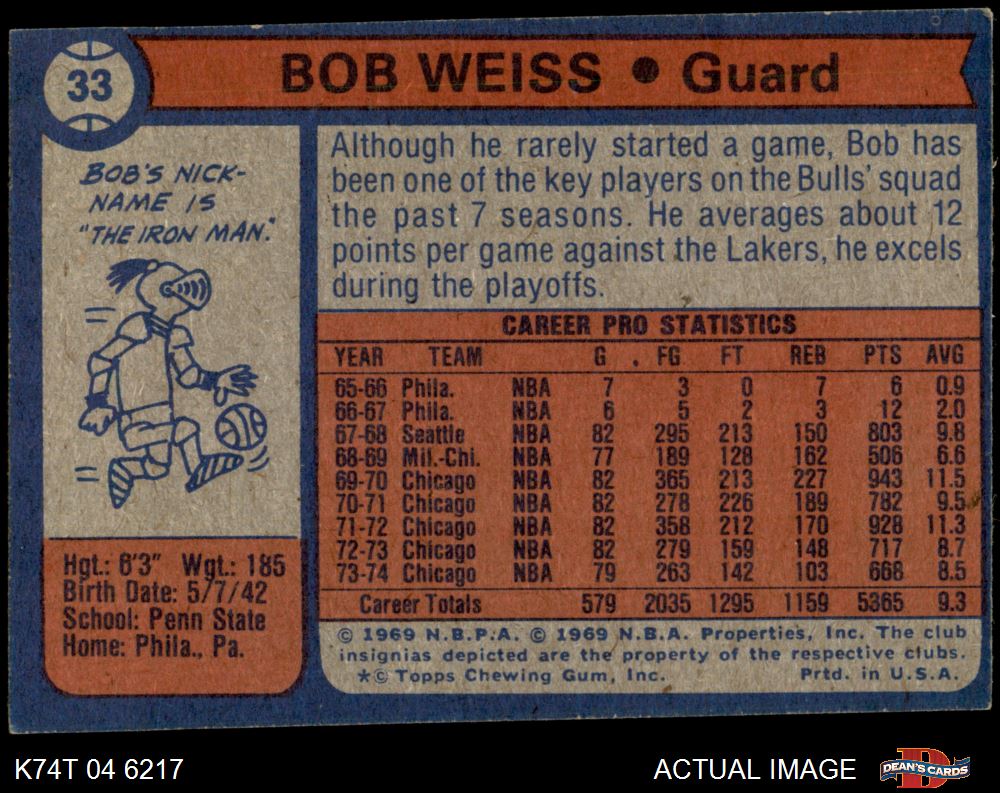 33
BOB WEISS • Guard
BOB'S NICK-
NAME IS
"THE IRON MAN."
Although he rarely started a game, Bob has
been one of the key players on the Bulls' squad
the past 7 seasons. He averages about 12
points per game against the Lakers, he excels
during the playoffs.
CAREER PRO STATISTICS
YEAR TEAM G . FG FT REB PTS AVG
65-66 Phila. NBA 7 3 0 7 6 0.9
66-67 Phila. NBA 6 5 2 3 12 2.0
67-68 Seattle NBA 82 295 213 150 803 9.8
68-69 Mil.-Chi. NBA 77 189 128 162 506 6.6
69-70 Chicago NBA 82 365 213 227 943 11.5
70-71 Chicago NBA 82 278 226 189 782 9.5
71-72 Chicago NBA 82 358 212 170 928 11.3
72-73 Chicago NBA 82 279 159 148 717 8.7
73-74 Chicago NBA 79 263 142 103 668 8.5
Career Totals 579 2035 1295 1159 5365 9.3
Hgt.: 6'3" Wgt.: 185
Birth Date: 5/7/42
School: Penn State
Home: Phila., Pa.
© 1969 N.B.P.A. © 1969 N.B.A. Properties, Inc. The club
insignias depicted are the property of the respective clubs.
*© Topps Chewing Gum, Inc. Prtd. in U.S.A.
K74T 04 6217
ACTUAL IMAGE
D
DEAN'S CARDS